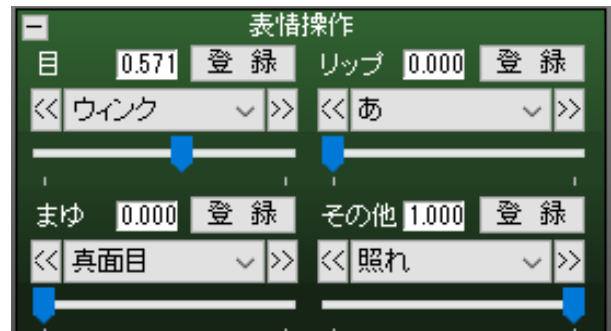 表情操作
目 0.571 登 録 リップ 0.000 登 録
<< ウィンク >> << あ >>
まゆ 0.000 登 録 その他 1.000 登 録
<< 真面目 >> << 照れ >>